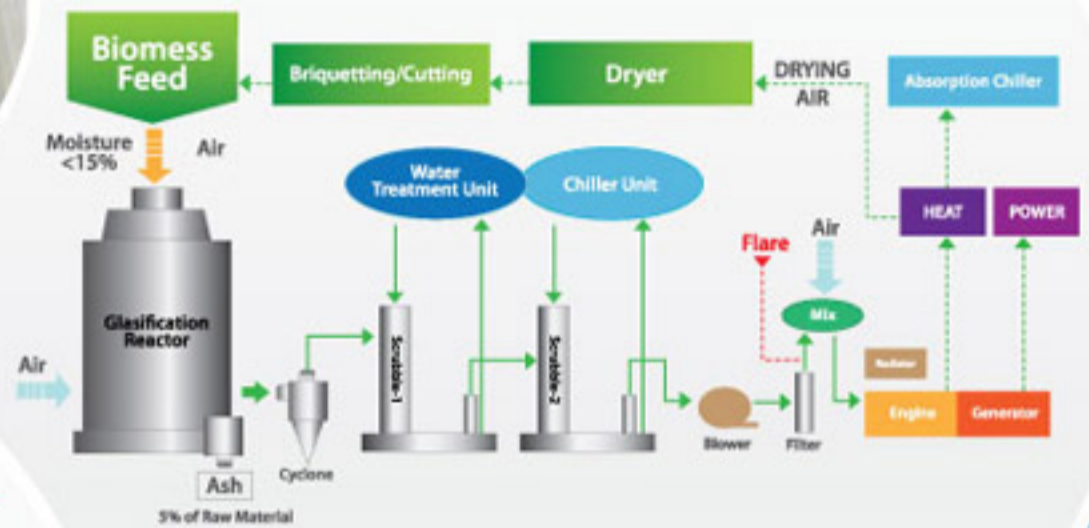 Biomess
Feed
Briquetting/Cutting
Dryer
DRYING
AIR
Absorption Chiller
Moisture
<15%
Air
Water
Treatment Unit
Chiller Unit
HEAT
POWER
Flare
Air
Mix
Glasification
Reactor
Scrubble-1
Scrubble-2
Air
Radiator
Engine
Generator
Blower
Filter
Cyclone
Ash
5% of Raw Material